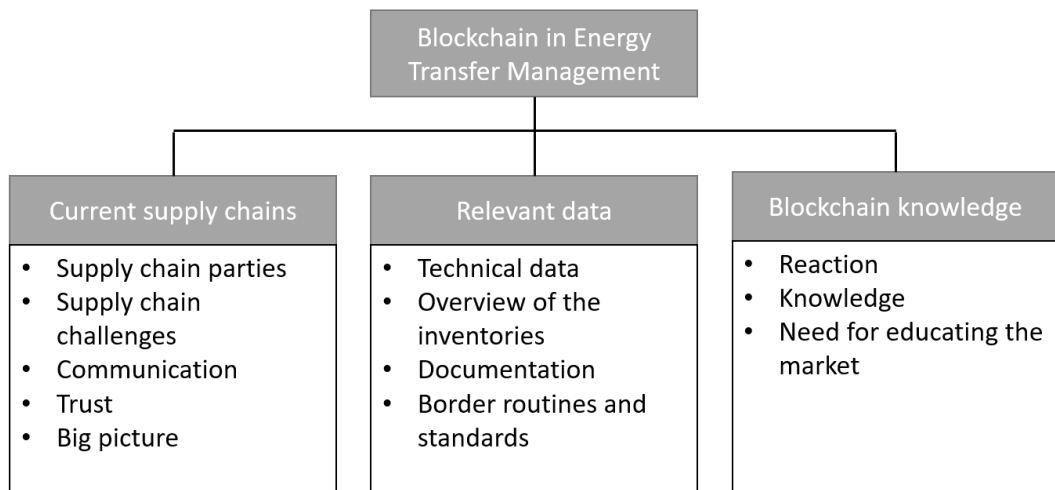 Blockchain in Energy
Transfer Management
Current supply chains
• Supply chain parties
• Supply chain
challenges
• Communication
• Trust
• Big picture
Relevant data
• Technical data
• Overview of the
inventories
• Documentation
• Border routines and
standards
Blockchain knowledge
• Reaction
• Knowledge
• Need for educating the
market